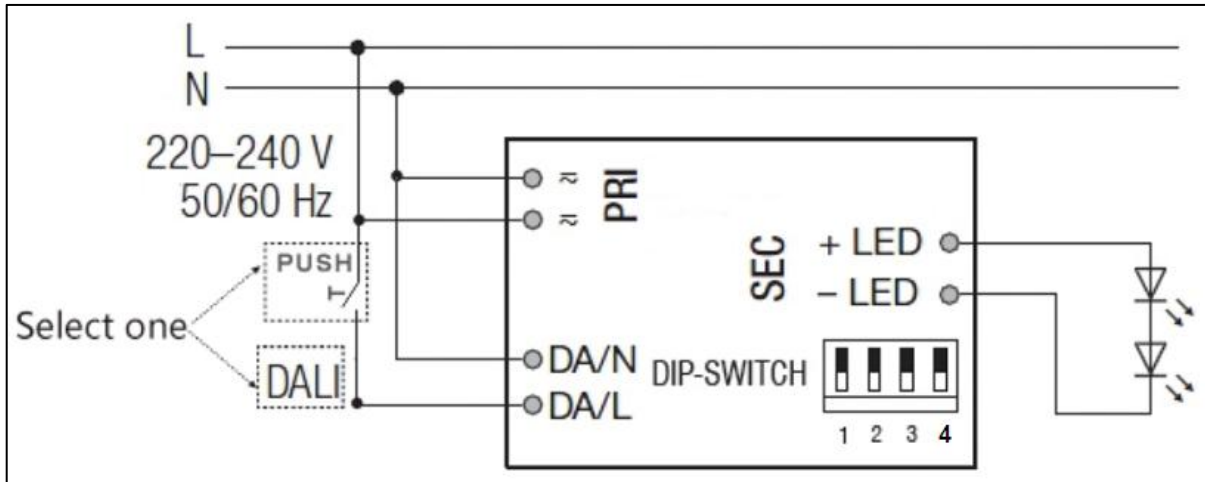 L
N
220–240 V
50/60 Hz
PUSH
Select one
DALI
≂
≂
PRI
DA/N
DA/L
SEC
+ LED
– LED
DIP-SWITCH
1 2 3 4